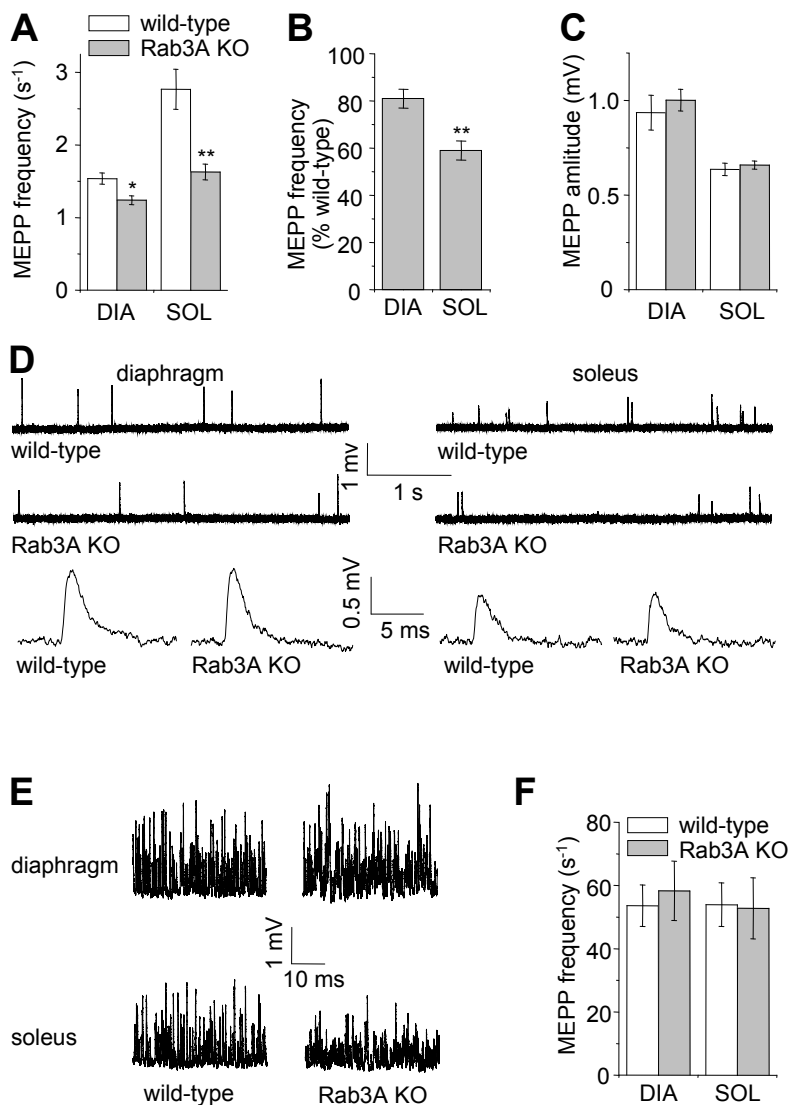 A
wild-type
Rab3A KO
MEPP frequency (s-1)
3
2
1
0
*
**
DIA
SOL
B
MEPP frequency
(% wild-type)
100
80
60
40
20
0
**
DIA
SOL
C
MEPP amlitude (mV)
1.0
0.5
0
DIA
SOL
D
diaphragm
soleus
wild-type
wild-type
1 mv
1 s
Rab3A KO
Rab3A KO
0.5 mV
5 ms
wild-type
Rab3A KO
wild-type
Rab3A KO
E
diaphragm
1 mV
10 ms
soleus
wild-type
Rab3A KO
F
wild-type
Rab3A KO
MEPP frequency (s-1)
80
60
40
20
0
DIA
SOL